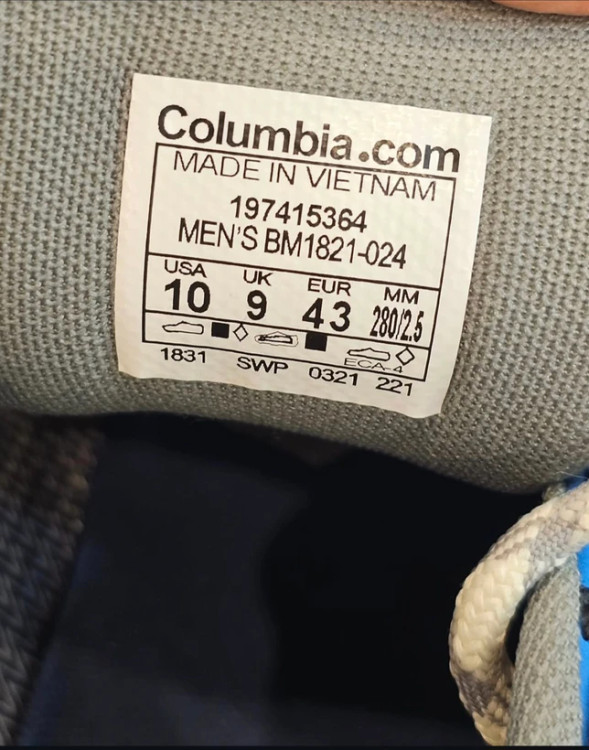 Columbia.com
MADE IN VIETNAM
197415364
MEN'S BM1821-024
USA UK EUR MM
10 9 43 280/2.5
ECA-4
1831 SWP 0321 221